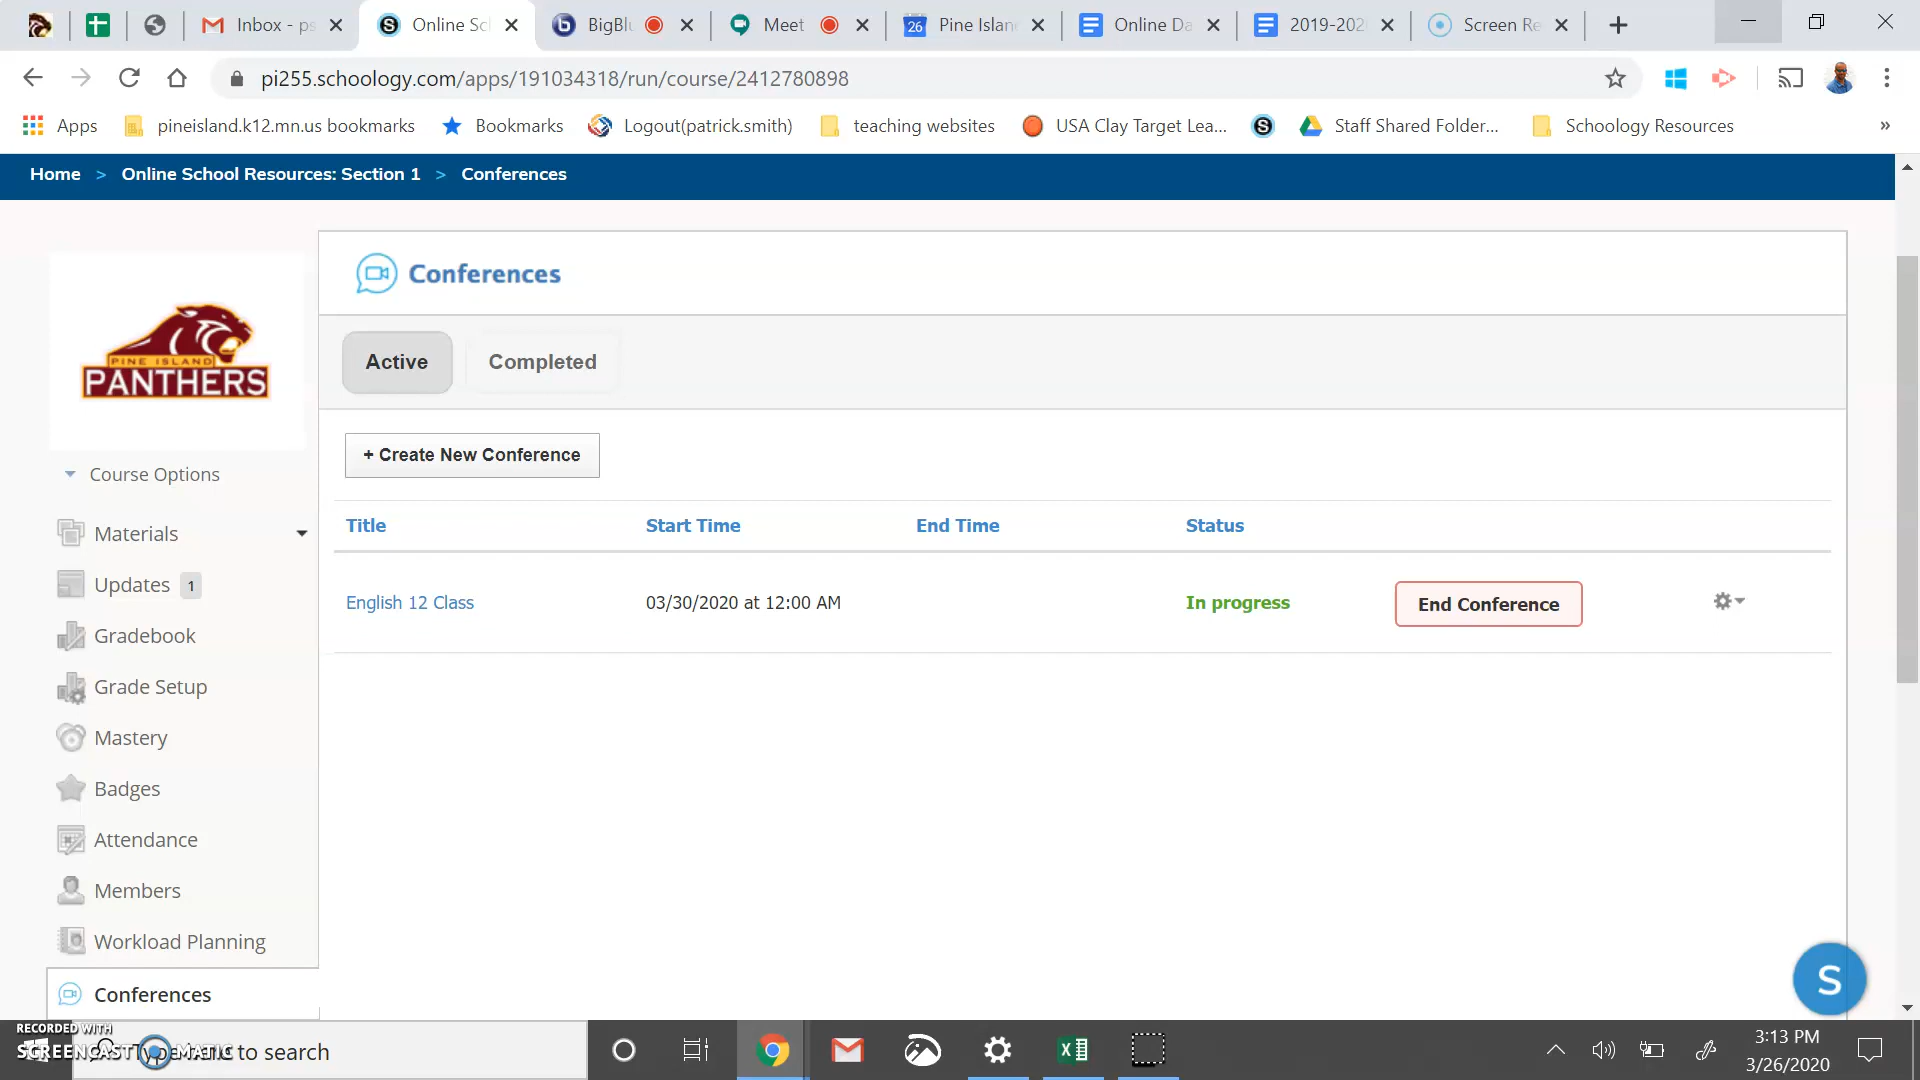 Inbox - ps
Online Sc
BigBlu
Meet
26
Pine Islan
Online Da
2019-202
Screen Re
pi255.schoology.com/apps/191034318/run/course/2412780898
Apps
pineisland.k12.mn.us bookmarks
Bookmarks
Logout(patrick.smith)
teaching websites
USA Clay Target Lea...
Staff Shared Folder...
Schoology Resources
»
Home > Online School Resources: Section 1 > Conferences
PINE ISLAND
PANTHERS
Course Options
Materials
Updates 1
Gradebook
Grade Setup
Mastery
Badges
Attendance
Members
Workload Planning
Conferences
Conferences
Active
Completed
+ Create New Conference
Title Start Time End Time Status
English 12 Class 03/30/2020 at 12:00 AM In progress End Conference
S
RECORDED WITH
SCREENCAST MATIC
to search
3:13 PM
3/26/2020